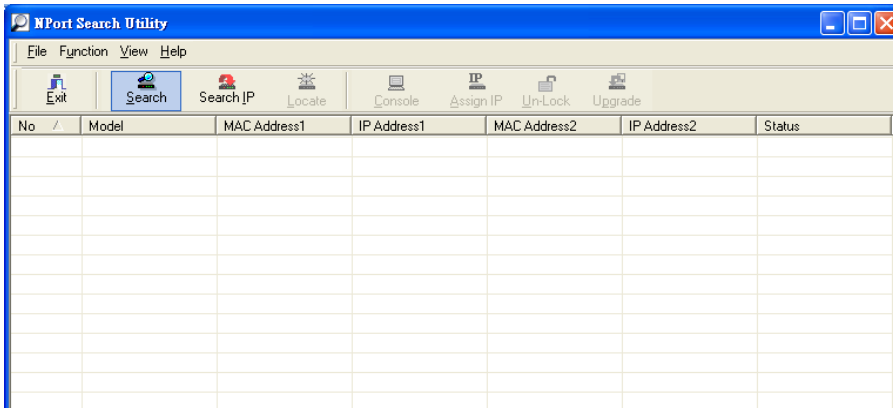 NPort Search Utility
File Function View Help
Exit Search Search IP Locate Console Assign IP Un-Lock Upgrade
No Model MAC Address1 IP Address1 MAC Address2 IP Address2 Status